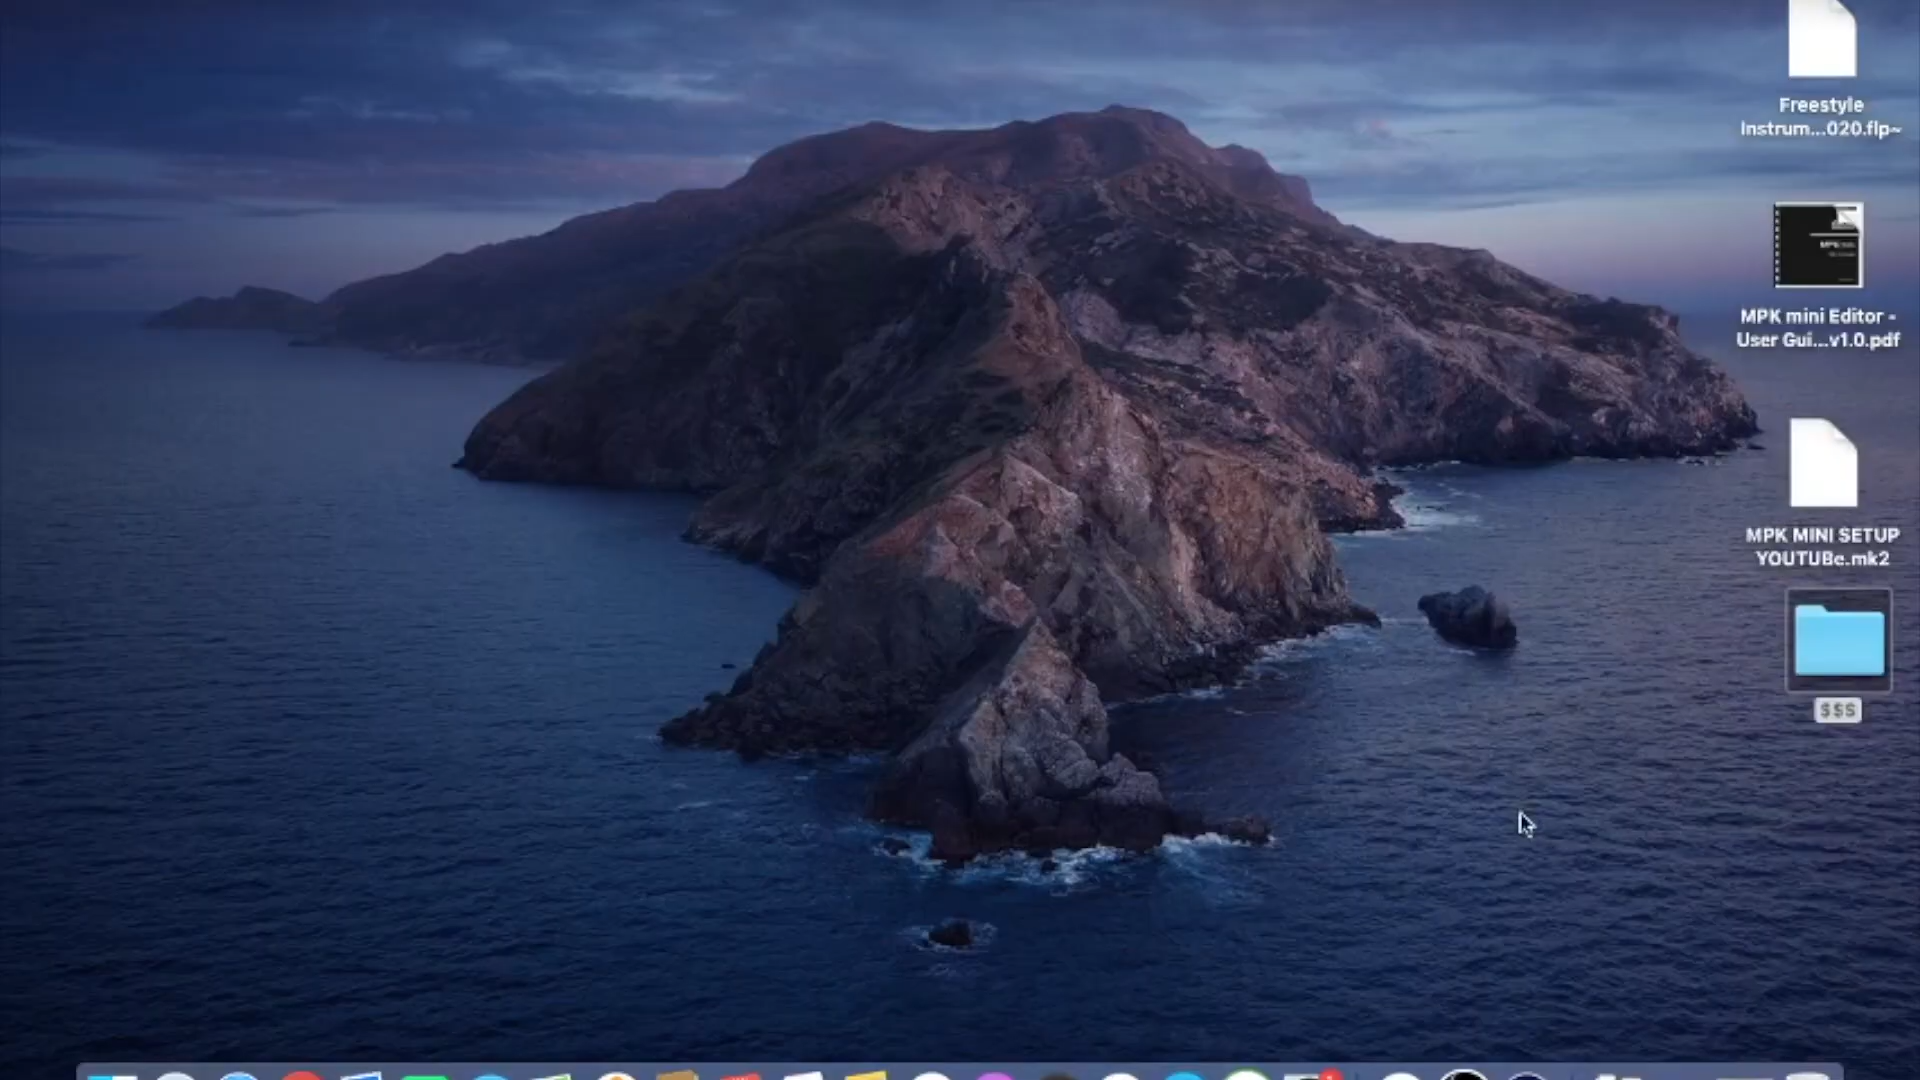 Freestyle
Instrum...020.flp~
MPK mini Editor -
User Gui...v1.0.pdf
MPK MINI SETUP
YOUTUBe.mk2
$$$